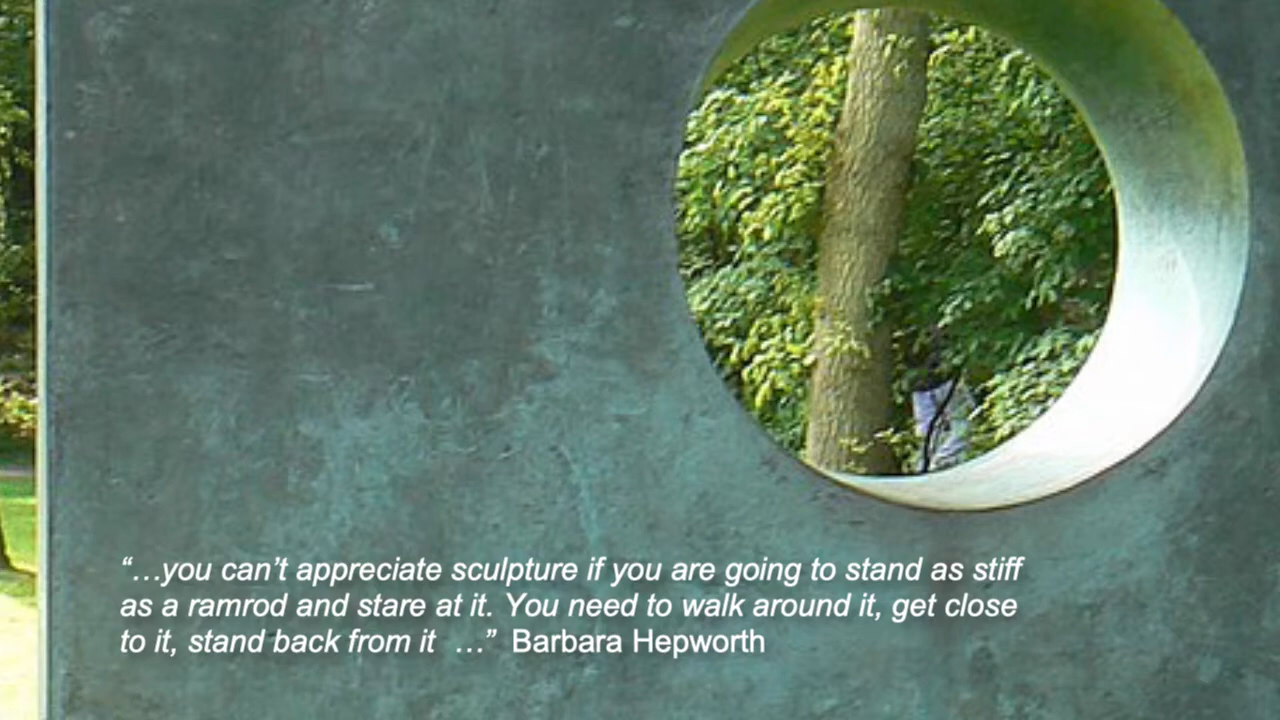 “…you can’t appreciate sculpture if you are going to stand as stiff
as a ramrod and stare at it. You need to walk around it, get close
to it, stand back from it …” Barbara Hepworth